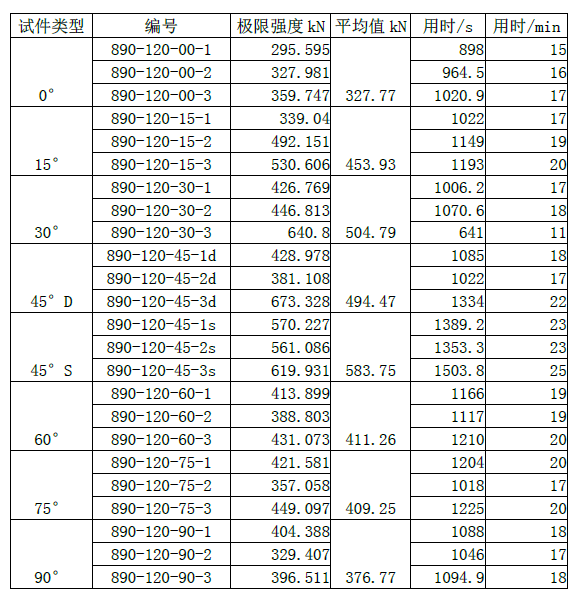 试件类型 编号 极限强度kN 平均值kN 用时/s 用时/min
890-120-00-1 295.595 898 15
890-120-00-2 327.981 964.5 16
0° 890-120-00-3 359.747 327.77 1020.9 17
890-120-15-1 339.04 1022 17
890-120-15-2 492.151 1149 19
15° 890-120-15-3 530.606 453.93 1193 20
890-120-30-1 426.769 1006.2 17
890-120-30-2 446.813 1070.6 18
30° 890-120-30-3 640.8 504.79 641 11
890-120-45-1d 428.978 1085 18
890-120-45-2d 381.108 1022 17
45°D 890-120-45-3d 673.328 494.47 1334 22
890-120-45-1s 570.227 1389.2 23
890-120-45-2s 561.086 1353.3 23
45°S 890-120-45-3s 619.931 583.75 1503.8 25
890-120-60-1 413.899 1166 19
890-120-60-2 388.803 1117 19
60° 890-120-60-3 431.073 411.26 1210 20
890-120-75-1 421.581 1204 20
890-120-75-2 357.058 1018 17
75° 890-120-75-3 449.097 409.25 1225 20
890-120-90-1 404.388 1088 18
890-120-90-2 329.407 1046 17
90° 890-120-90-3 396.511 376.77 1094.9 18